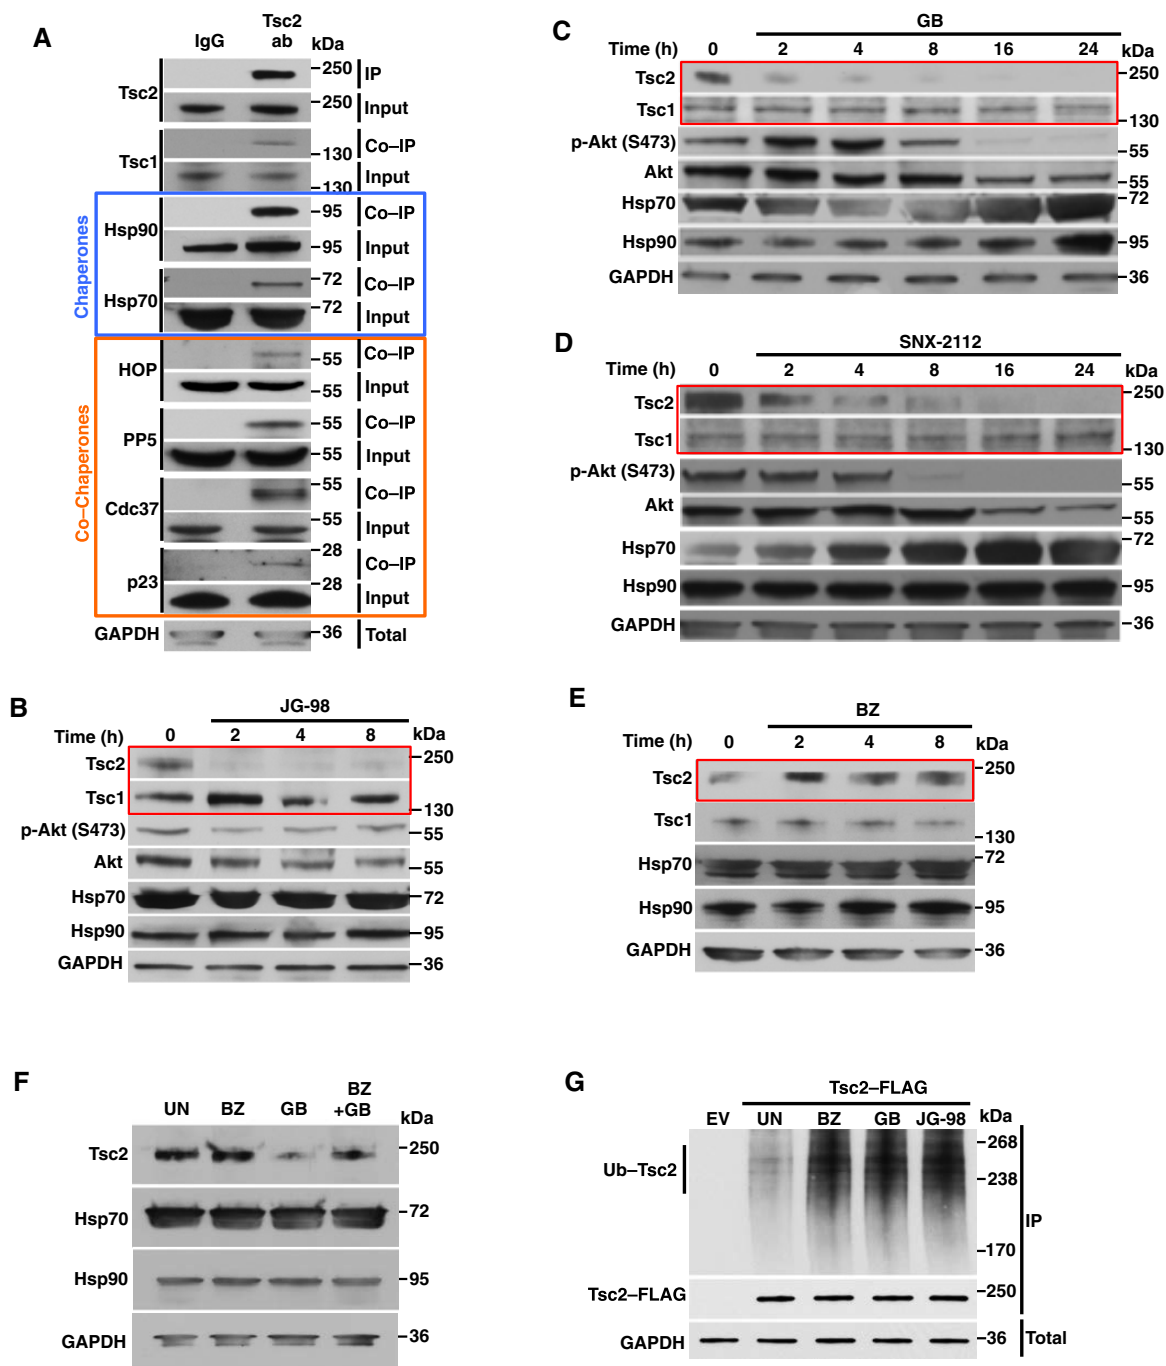 A
IgG
Tsc2
ab
kDa
Tsc2
250
IP
250
Input
Tsc1
130
Co–IP
130
Input
Chaperones
Hsp90
95
Co–IP
95
Input
Hsp70
72
Co–IP
72
Input
Co–Chaperones
HOP
55
Co–IP
55
Input
PP5
55
Co–IP
55
Input
Cdc37
55
Co–IP
55
Input
p23
28
Co–IP
28
Input
GAPDH
36
Total
B
JG-98
Time (h) 0 2 4 8 kDa
Tsc2 250
Tsc1 130
p-Akt (S473) 55
Akt 55
Hsp70 72
Hsp90 95
GAPDH 36
C
GB
Time (h) 0 2 4 8 16 24 kDa
Tsc2 250
Tsc1 130
p-Akt (S473) 55
Akt 55
Hsp70 72
Hsp90 95
GAPDH 36
D
SNX-2112
Time (h) 0 2 4 8 16 24 kDa
Tsc2 250
Tsc1 130
p-Akt (S473) 55
Akt 55
Hsp70 72
Hsp90 95
GAPDH 36
E
BZ
Time (h) 0 2 4 8 kDa
Tsc2 250
Tsc1 130
Hsp70 72
Hsp90 95
GAPDH 36
F
UN BZ GB BZ
+GB
kDa
Tsc2 250
Hsp70 72
Hsp90 95
GAPDH 36
G
Tsc2–FLAG
EV UN BZ GB JG-98 kDa
268
Ub–Tsc2 238
170
IP
Tsc2–FLAG 250
GAPDH 36 Total